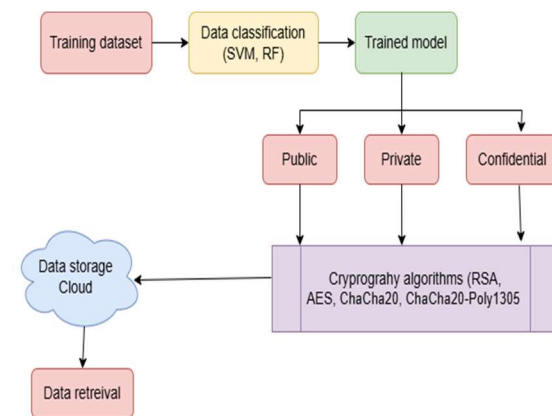 Training dataset
Data classification
(SVM, RF)
Trained model
Public
Private
Confidential
Cryprograhy algorithms (RSA,
AES, ChaCha20, ChaCha20-Poly1305
Data storage
Cloud
Data retreival